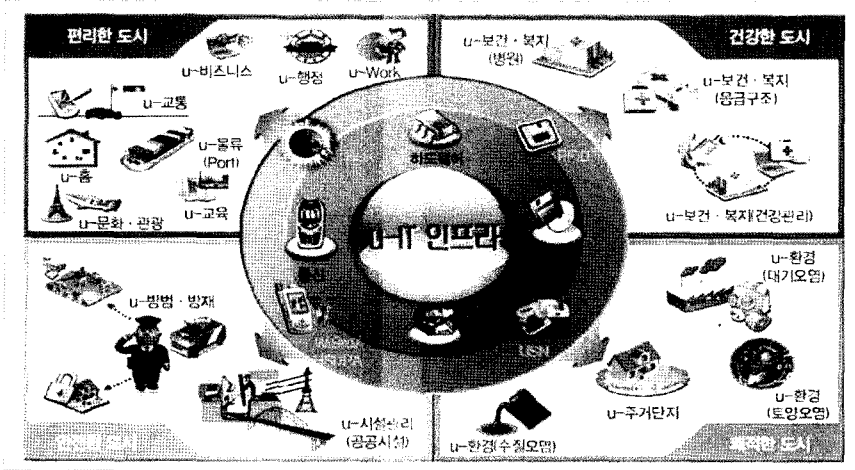 편리한 도시
u-비즈니스
u-행정
u-Work
u-교통
u-물류
(Port)
u-홈
u-문화·관광
u-교육
건강한 도시
u-보건·복지
(병원)
u-보건·복지
(응급구조)
u-보건·복지(건강관리)
하드웨어
u-IT 인프라
USN
u-방범·방재
u-시설관리
(공공시설)
u-환경
(대기오염)
u-환경
(토양오염)
u-주거단지
u-환경(수질오염)
쾌적한 도시